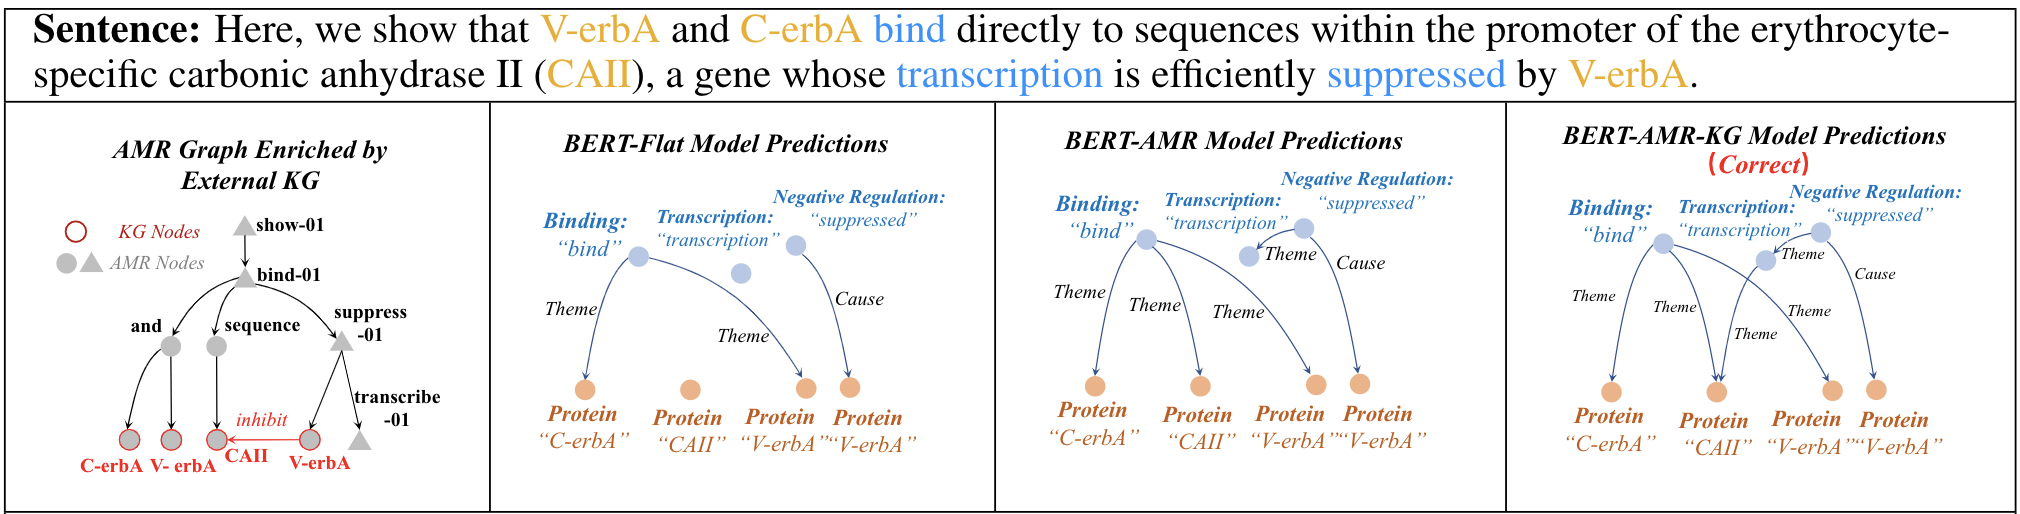 Sentence: Here, we show that V-erbA and C-erbA bind directly to sequences within the promoter of the erythrocyte-
specific carbonic anhydrase II (CAII), a gene whose transcription is efficiently suppressed by V-erbA.
AMR Graph Enriched by
External KG
KG Nodes
AMR Nodes
show-01
bind-01
and
sequence
suppress
-01
transcribe
-01
inhibit
C-erbA
V- erbA
CAII
V-erbA
BERT-Flat Model Predictions
Binding:
“bind”
Transcription:
“transcription”
Negative Regulation:
“suppressed”
Theme
Theme
Cause
Protein
“C-erbA”
Protein
“CAII”
Protein
“V-erbA”
Protein
“V-erbA”
BERT-AMR Model Predictions
Binding:
“bind”
Transcription:
“transcription”
Negative Regulation:
“suppressed”
Theme
Cause
Theme
Theme
Theme
Protein
“C-erbA”
Protein
“CAII”
Protein
“V-erbA”
Protein
“V-erbA”
BERT-AMR-KG Model Predictions
(Correct)
Binding:
“bind”
Transcription:
“transcription”
Negative Regulation:
“suppressed”
Theme
Cause
Theme
Theme
Theme
Theme
Protein
“C-erbA”
Protein
“CAII”
Protein
“V-erbA”
Protein
“V-erbA”